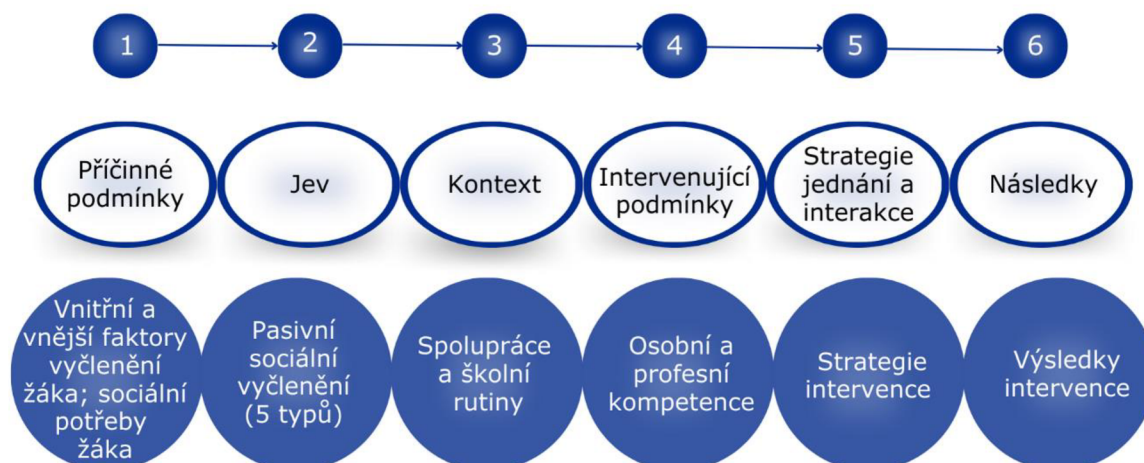 1
2
3
4
5
6
Příčinné
podmínky
Jev
Kontext
Intervenující
podmínky
Strategie
jednání a
interakce
Následky
Vnitřní a
vnější faktory
vyčlenění
žáka; sociální
potřeby
žáka
Pasivní
sociální
vyčlenění
(5 typů)
Spolupráce
a školní
rutiny
Osobní a
profesní
kompetence
Strategie
intervence
Výsledky
intervence